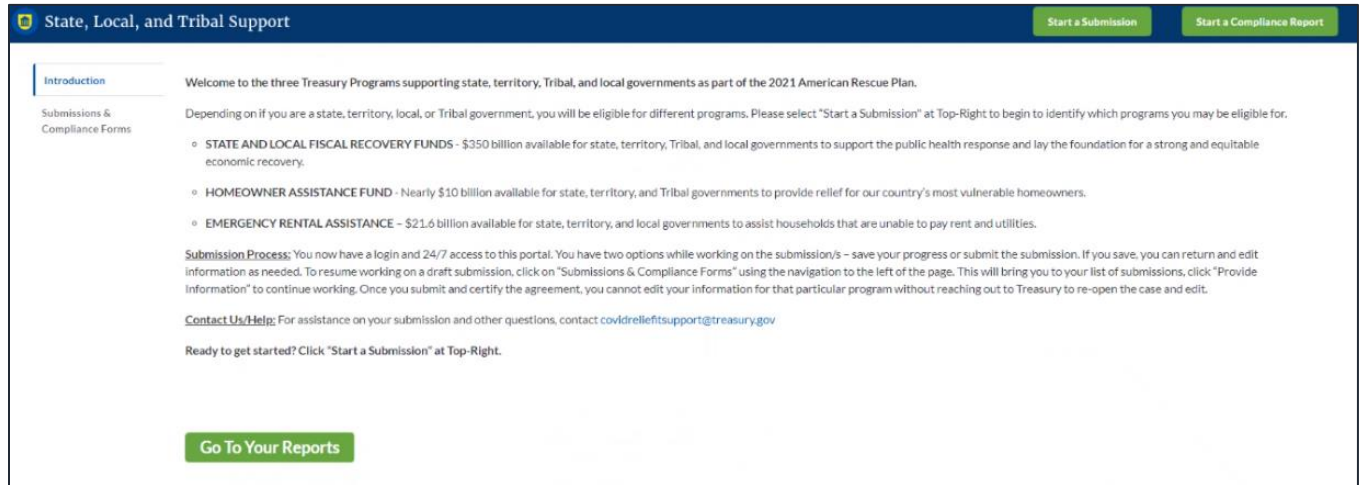 State, Local, and Tribal Support
Start a Submission
Start a Compliance Report
Introduction
Submissions &
Compliance Forms
Welcome to the three Treasury Programs supporting state, territory, Tribal, and local governments as part of the 2021 American Rescue Plan.
Depending on if you are a state, territory, local, or Tribal government, you will be eligible for different programs. Please select "Start a Submission" at Top-Right to begin to identify which programs you may be eligible for.
◦ STATE AND LOCAL FISCAL RECOVERY FUNDS - $350 billion available for state, territory, Tribal, and local governments to support the public health response and lay the foundation for a strong and equitable
economic recovery.
◦ HOMEOWNER ASSISTANCE FUND - Nearly $10 billion available for state, territory, and Tribal governments to provide relief for our country's most vulnerable homeowners.
◦ EMERGENCY RENTAL ASSISTANCE – $21.6 billion available for state, territory, and local governments to assist households that are unable to pay rent and utilities.
Submission Process: You now have a login and 24/7 access to this portal. You have two options while working on the submission/s – save your progress or submit the submission. If you save, you can return and edit
information as needed. To resume working on a draft submission, click on "Submissions & Compliance Forms" using the navigation to the left of the page. This will bring you to your list of submissions, click "Provide
Information" to continue working. Once you submit and certify the agreement, you cannot edit your information for that particular program without reaching out to Treasury to re-open the case and edit.
Contact Us/Help: For assistance on your submission and other questions, contact covidreliefitsupport@treasury.gov
Ready to get started? Click "Start a Submission" at Top-Right.
Go To Your Reports